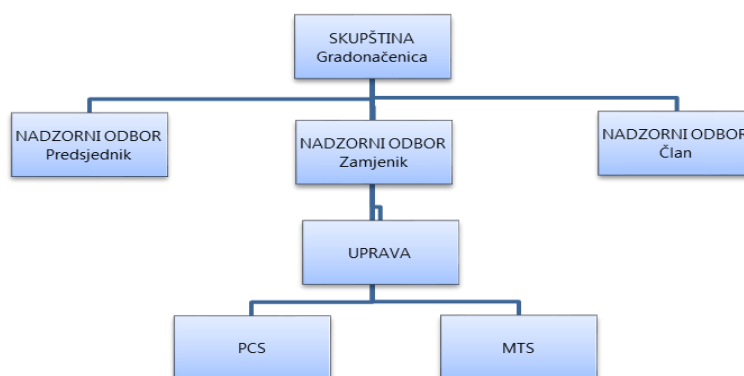 SKUPŠTINA
Gradonačenica
NADZORNI ODBOR
Predsjednik
NADZORNI ODBOR
Zamjenik
NADZORNI ODBOR
Član
UPRAVA
PCS
MTS